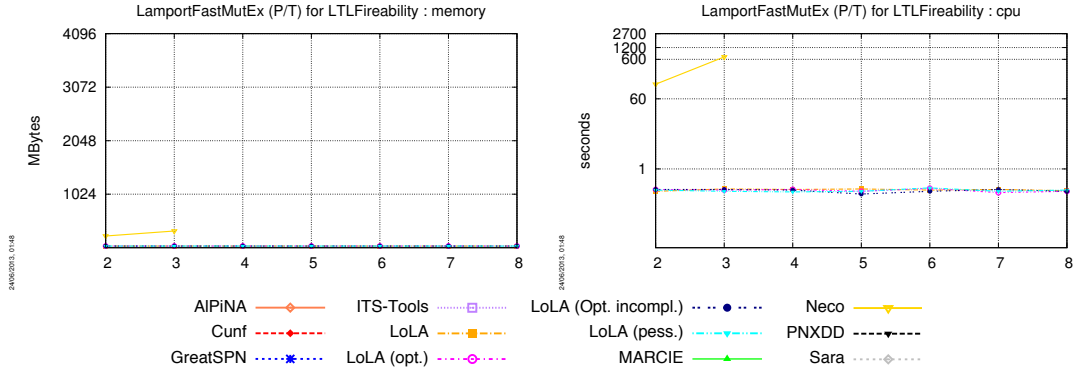 LamportFastMutEx (P/T) for LTLFireability : memory
4096
3072
2048
1024
MBytes
2 3 4 5 6 7 8
24/06/2013, 01:48
LamportFastMutEx (P/T) for LTLFireability : cpu
2700
1200
600
60
1
seconds
2 3 4 5 6 7 8
24/06/2013, 01:48
AlPiNA
Cunf
GreatSPN
ITS-Tools
LoLA
LoLA (opt.)
LoLA (Opt. incompl.)
LoLA (pess.)
MARCIE
Neco
PNXDD
Sara